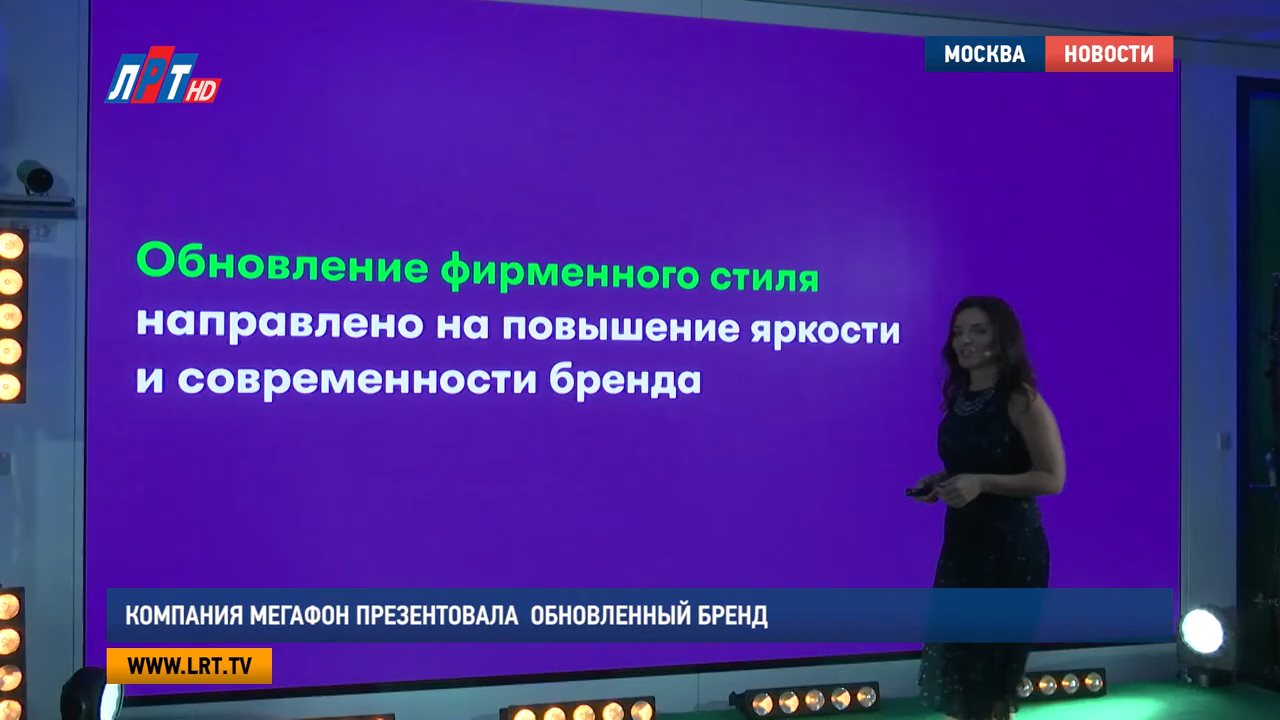 ЛРТ HD
МОСКВА НОВОСТИ
Обновление фирменного стиля
направлено на повышение яркости
и современности бренда
КОМПАНИЯ МЕГАФОН ПРЕЗЕНТОВАЛА ОБНОВЛЕННЫЙ БРЕНД
WWW.LRT.TV